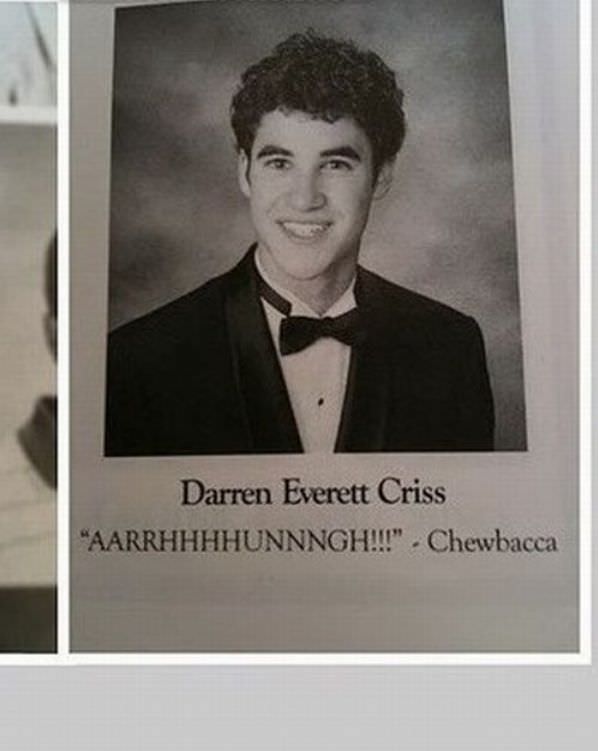 Darren Everett Criss
“AARRHHHHUNNNGH!!!” - Chewbacca